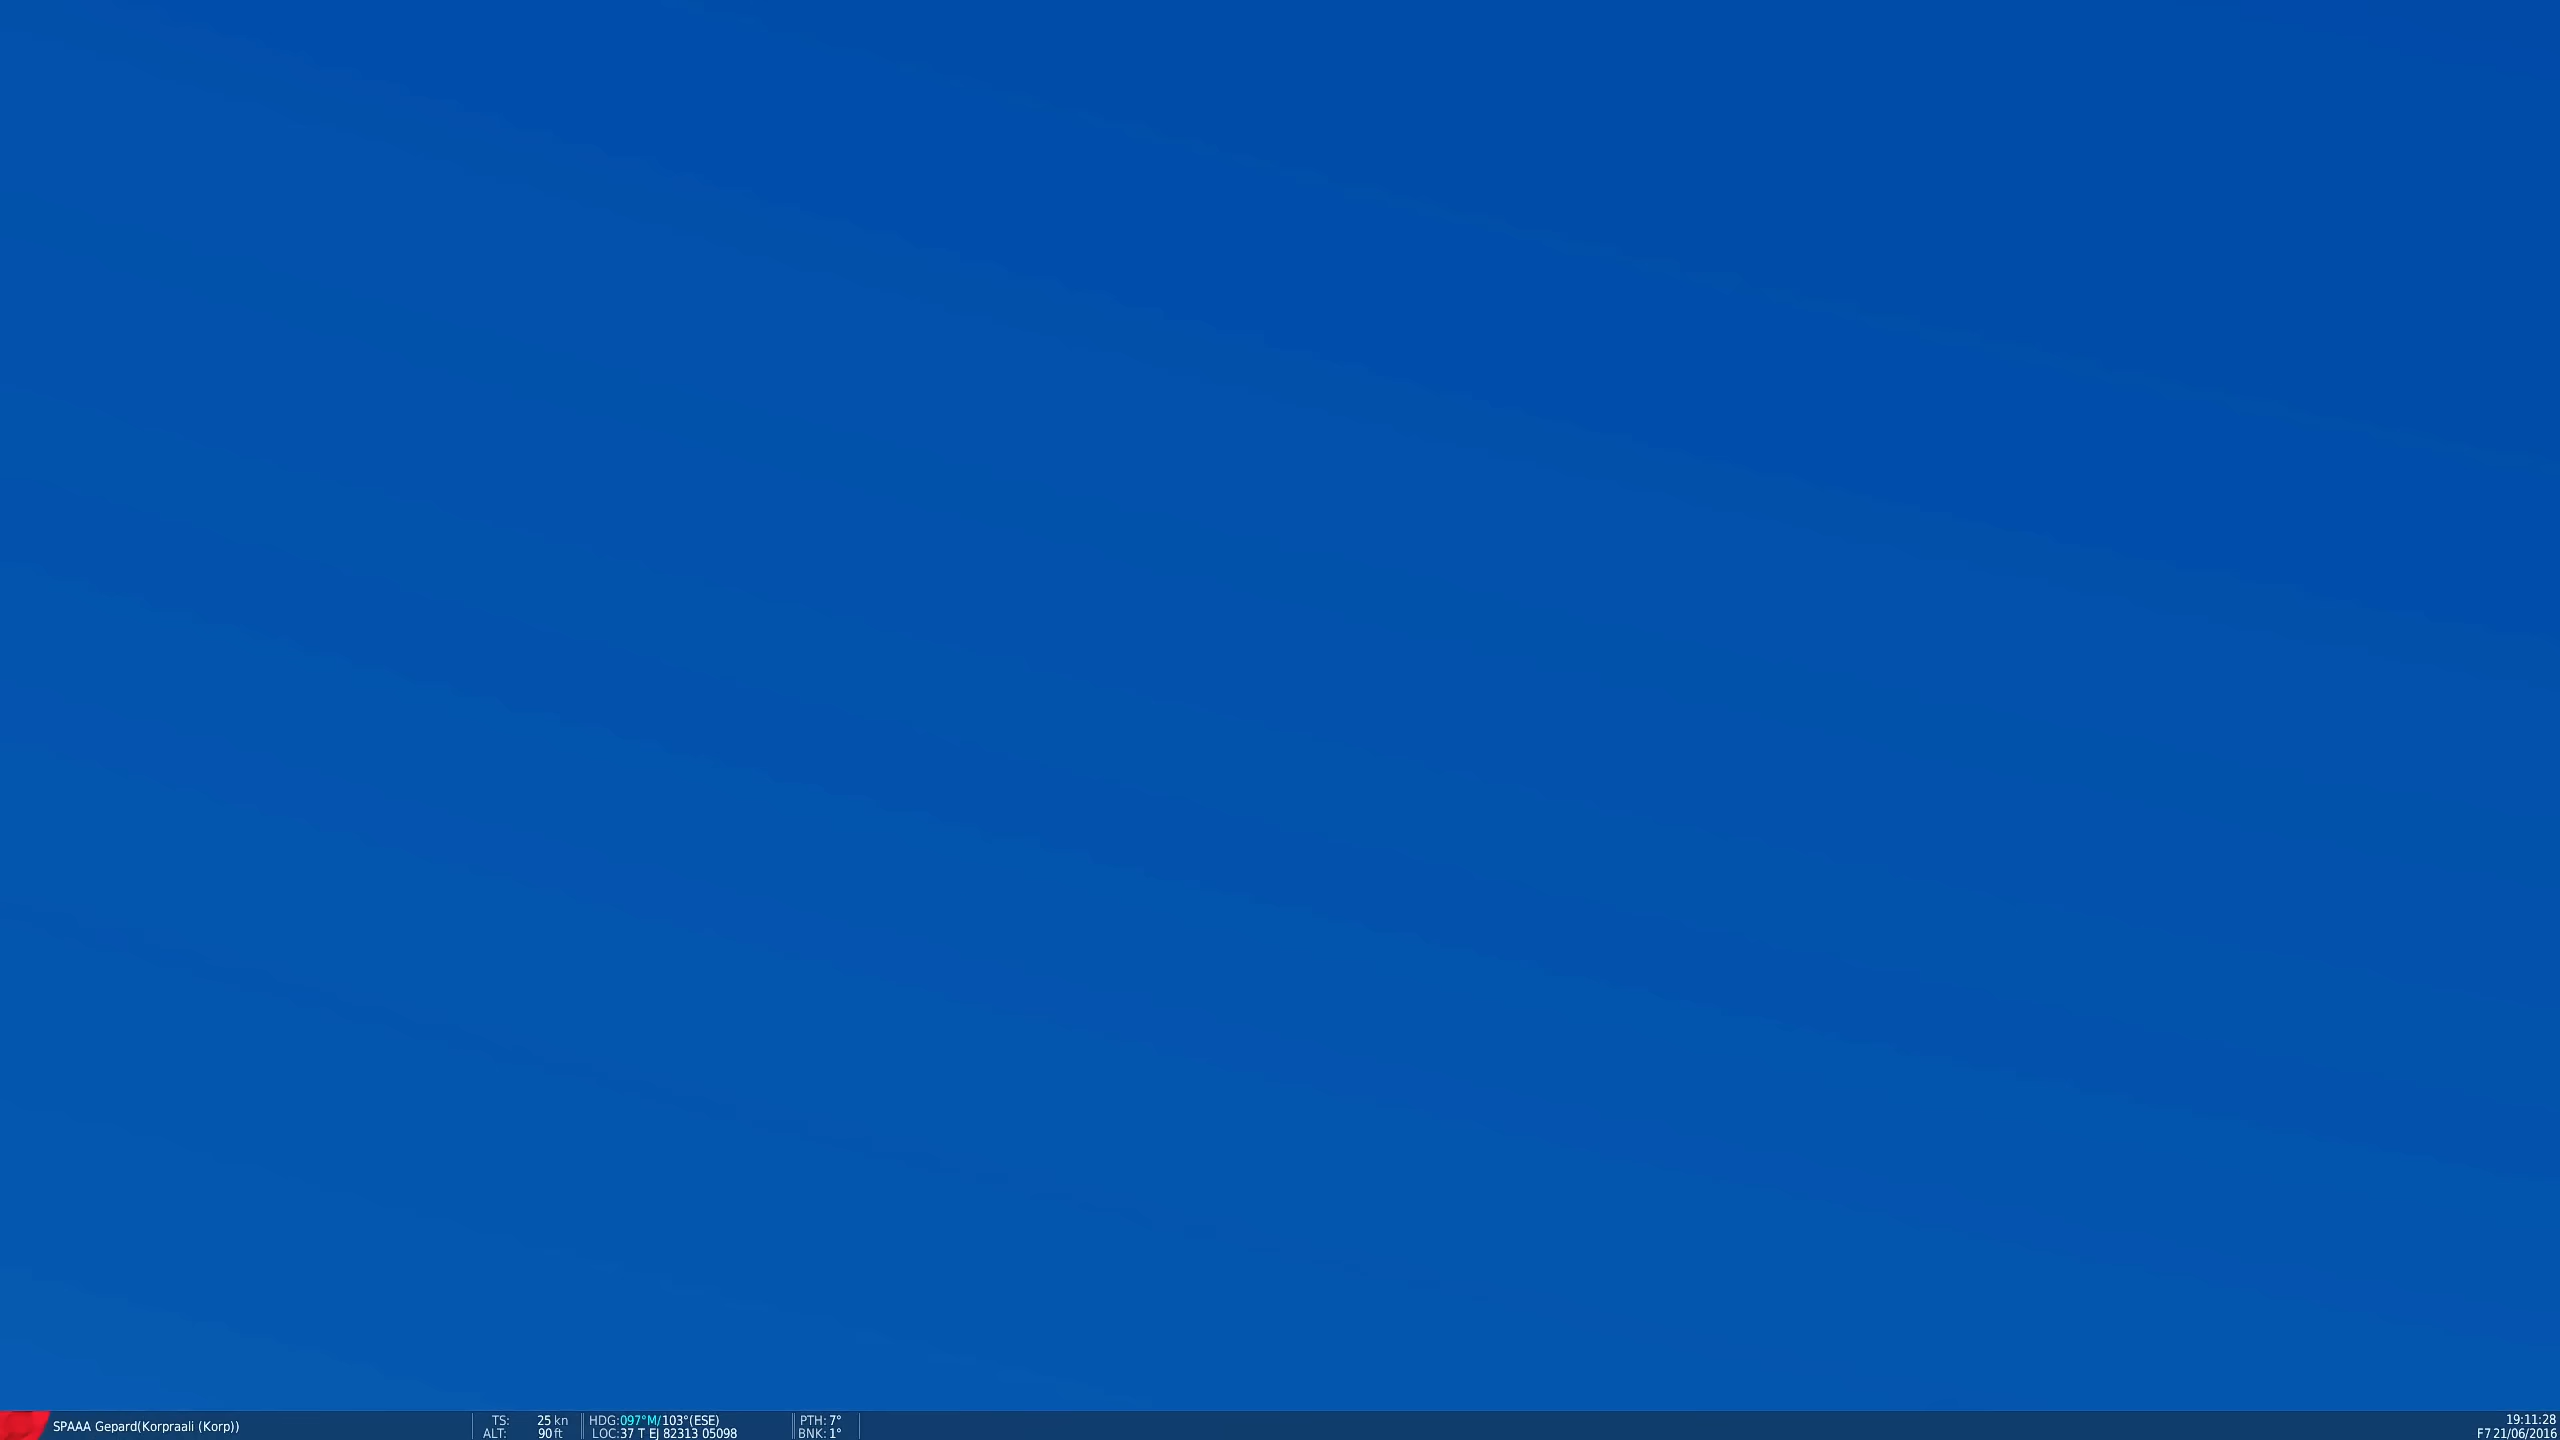 SPAAA Gepard(Korpraali (Korp))
TS: 25 kn
ALT: 90 ft
HDG:097°M/103°(ESE)
LOC:37 T EJ 82313 05098
PTH: 7°
BNK: 1°
19:11:28
F7 21/06/2016